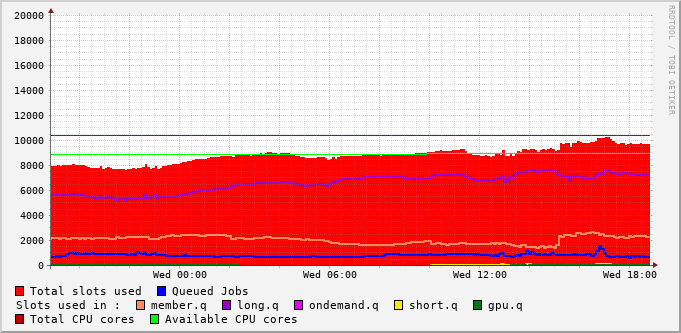 20000
18000
16000
14000
12000
10000
8000
6000
4000
2000
0
Wed 00:00 Wed 06:00 Wed 12:00 Wed 18:00
Total slots used Queued Jobs
Slots used in : member.q long.q ondemand.q short.q gpu.q
Total CPU cores Available CPU cores
RRDTOOL / TOBI OETIKER